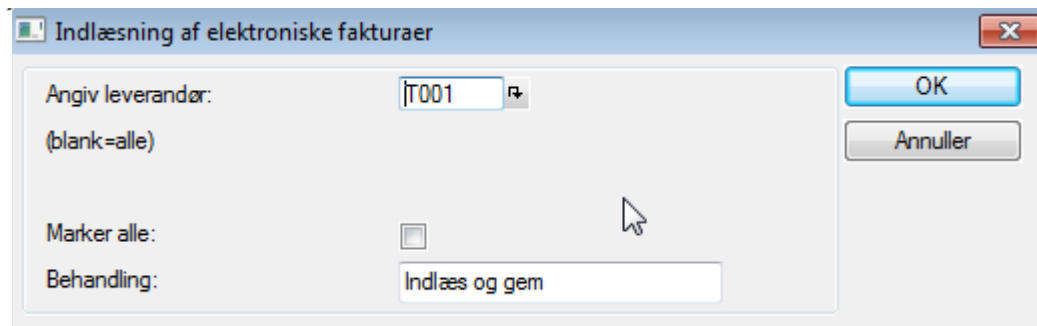 Indlæsning af elektroniske fakturaer
Angiv leverandør: T001 OK
(blank=alle) Annuller
Marker alle:
Behandling: Indlæs og gem